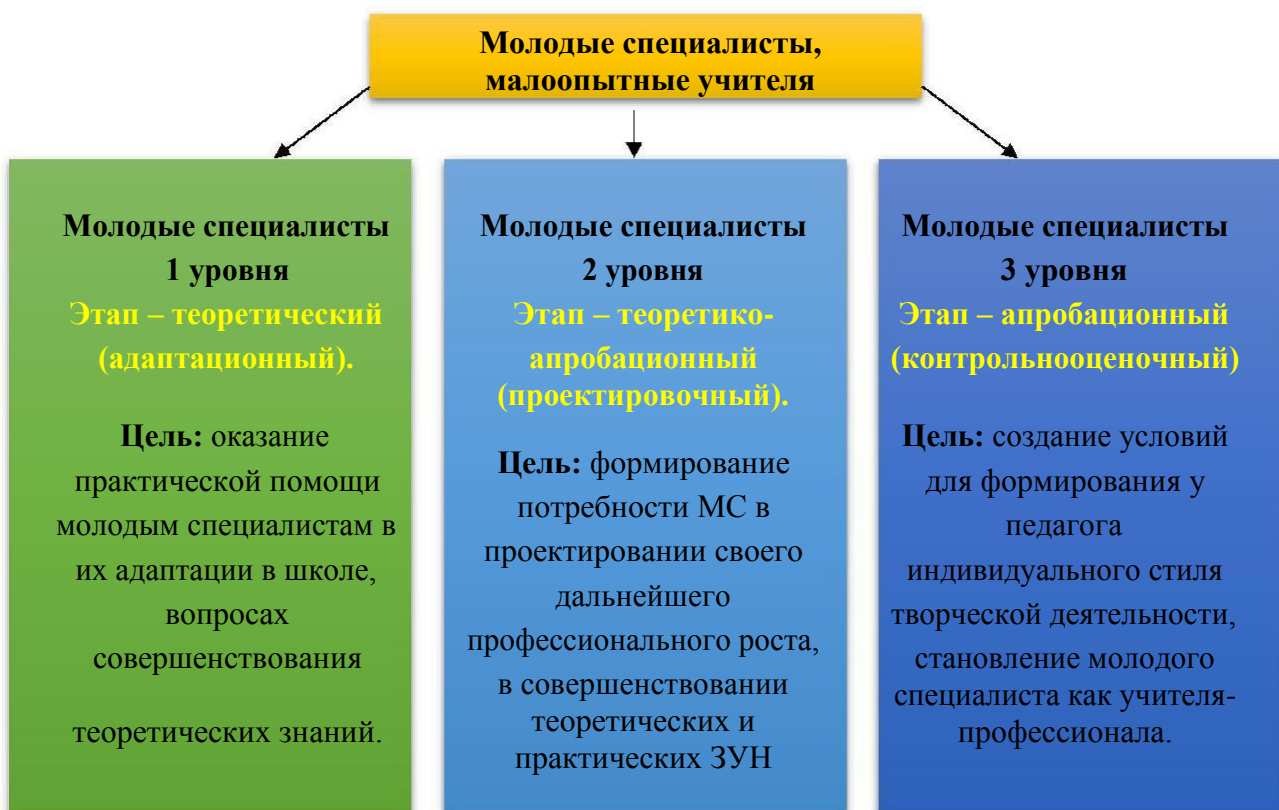 Молодые специалисты,
малоопытные учителя
Молодые специалисты
1 уровня
Этап – теоретический
(адаптационный).
Цель: оказание
практической помощи
молодым специалистам в
их адаптации в школе,
вопросах
совершенствования
теоретических знаний.
Молодые специалисты
2 уровня
Этап – теоретико-
апробационный
(проектировочный).
Цель: формирование
потребности МС в
проектировании своего
дальнейшего
профессионального роста,
в совершенствовании
теоретических и
практических ЗУН
Молодые специалисты
3 уровня
Этап – апробационный
(контрольнооценочный)
Цель: создание условий
для формирования у
педагога
индивидуального стиля
творческой деятельности,
становление молодого
специалиста как учителя-
профессионала.